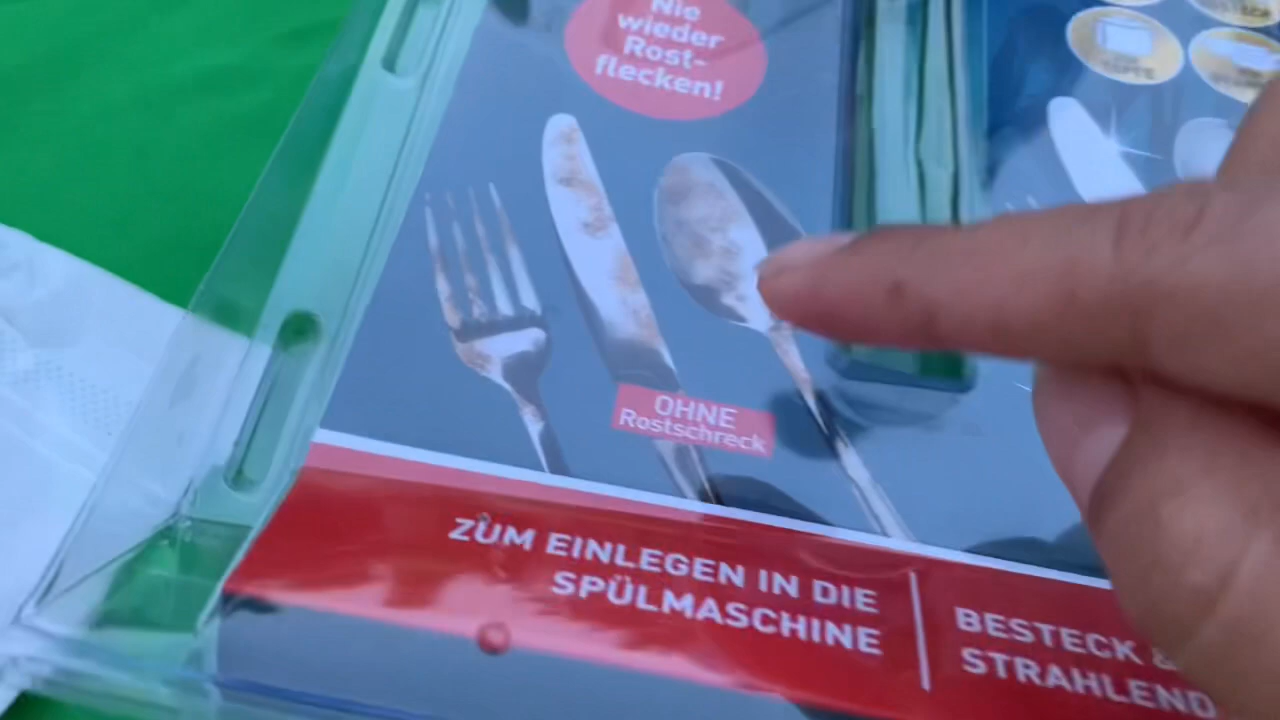 Nie
wieder
Rost-
flecken!
OHNE
Rostschreck
ZUM EINLEGEN IN DIE
SPÜLMASCHINE
BESTECK &
STRAHLEND